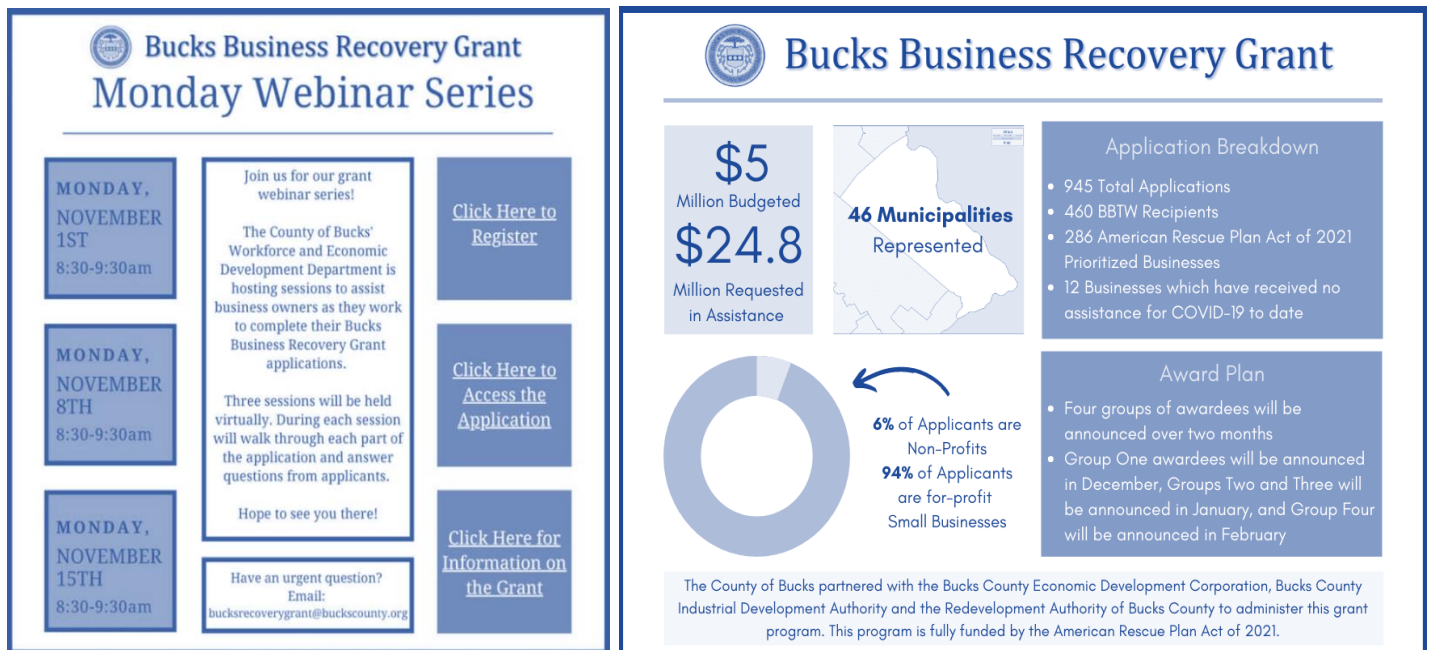 Bucks Business Recovery Grant
Monday Webinar Series
MONDAY,
NOVEMBER
1ST
8:30-9:30am
MONDAY,
NOVEMBER
8TH
8:30-9:30am
MONDAY,
NOVEMBER
15TH
8:30-9:30am
Join us for our grant
webinar series!
The County of Bucks'
Workforce and Economic
Development Department is
hosting sessions to assist
business owners as they work
to complete their Bucks
Business Recovery Grant
applications.
Three sessions will be held
virtually. During each session
will walk through each part of
the application and answer
questions from applicants.
Hope to see you there!
Have an urgent question?
Email:
bucksrecoverygrant@buckscounty.org
Click Here to
Register
Click Here to
Access the
Application
Click Here for
Information on
the Grant
Bucks Business Recovery Grant
$5
Million Budgeted
$24.8
Million Requested
in Assistance
46 Municipalities
Represented
Application Breakdown
• 945 Total Applications
• 460 BBTW Recipients
• 286 American Rescue Plan Act of 2021
Prioritized Businesses
• 12 Businesses which have received no
assistance for COVID-19 to date
6% of Applicants are
Non-Profits
94% of Applicants
are for-profit
Small Businesses
Award Plan
• Four groups of awardees will be
announced over two months
• Group One awardees will be announced
in December, Groups Two and Three will
be announced in January, and Group Four
will be announced in February
The County of Bucks partnered with the Bucks County Economic Development Corporation, Bucks County
Industrial Development Authority and the Redevelopment Authority of Bucks County to administer this grant
program. This program is fully funded by the American Rescue Plan Act of 2021.